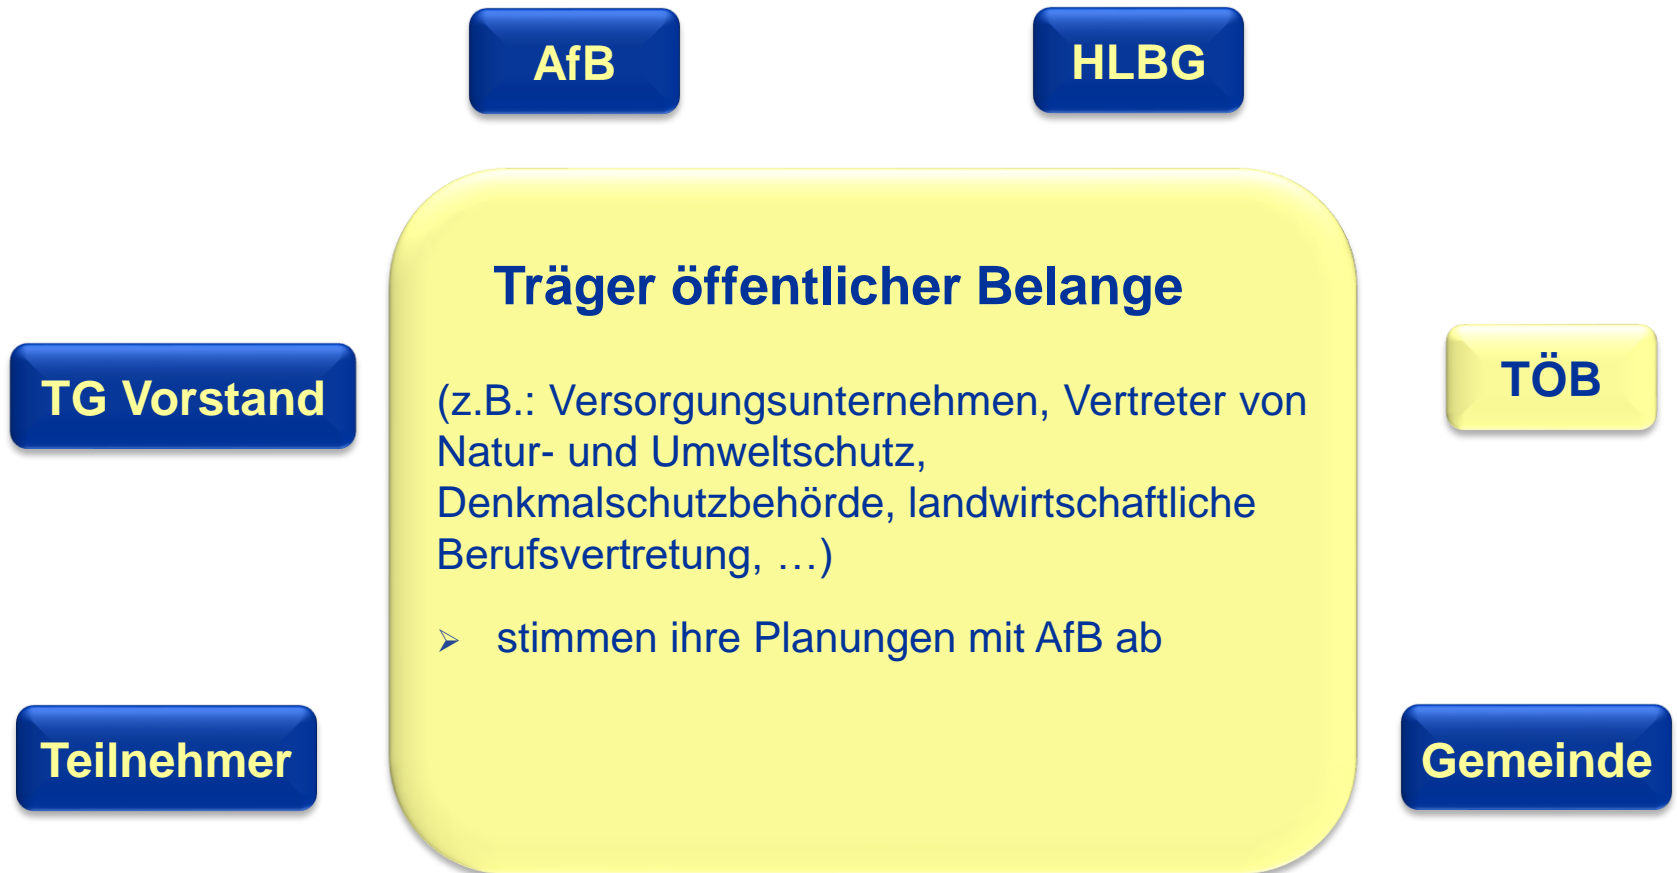 AfB
HLBG
Träger öffentlicher Belange
TG Vorstand
TÖB
(z.B.: Versorgungsunternehmen, Vertreter von
Natur- und Umweltschutz,
Denkmalschutzbehörde, landwirtschaftliche
Berufsvertretung, …)
➢ stimmen ihre Planungen mit AfB ab
Teilnehmer
Gemeinde